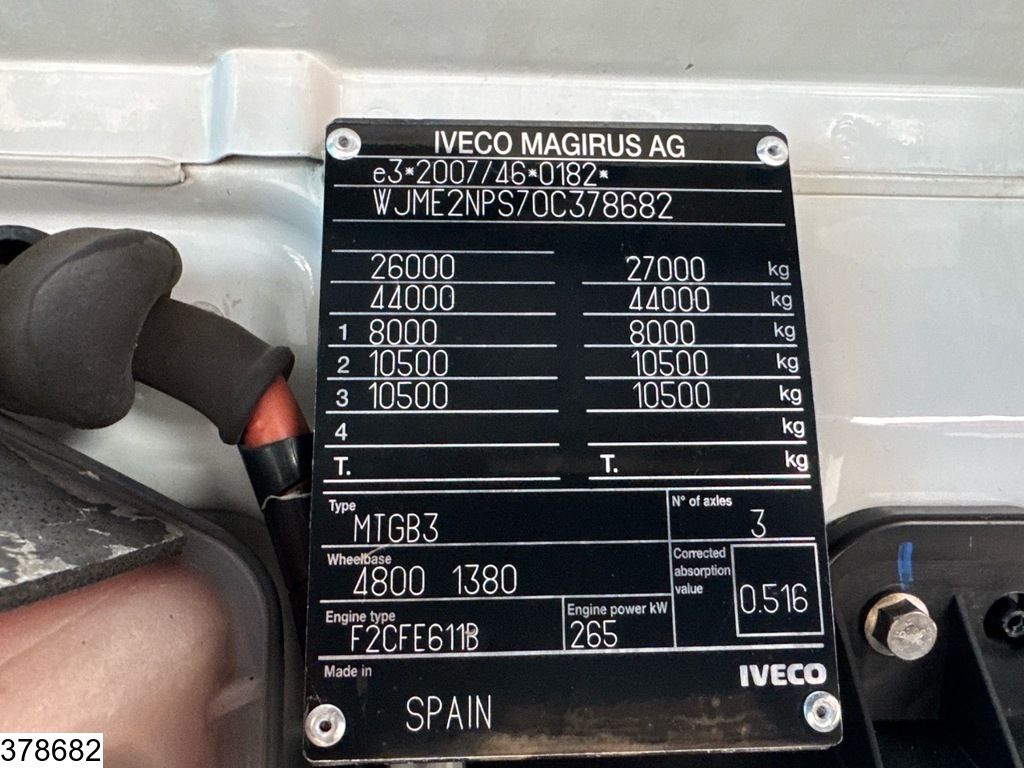 IVECO MAGIRUS AG
e3*2007/46*0182*
WJME2NPS70C378682
26000 27000 kg
44000 44000 kg
1 8000 8000 kg
2 10500 10500 kg
3 10500 10500 kg
4 kg
T. T. kg
Type N° of axles
MTGB3 3
Wheelbase Corrected absorption value
4800 1380 0.516
Engine type Engine power kW
F2CFE611B 265
Made in IVECO
SPAIN
378682